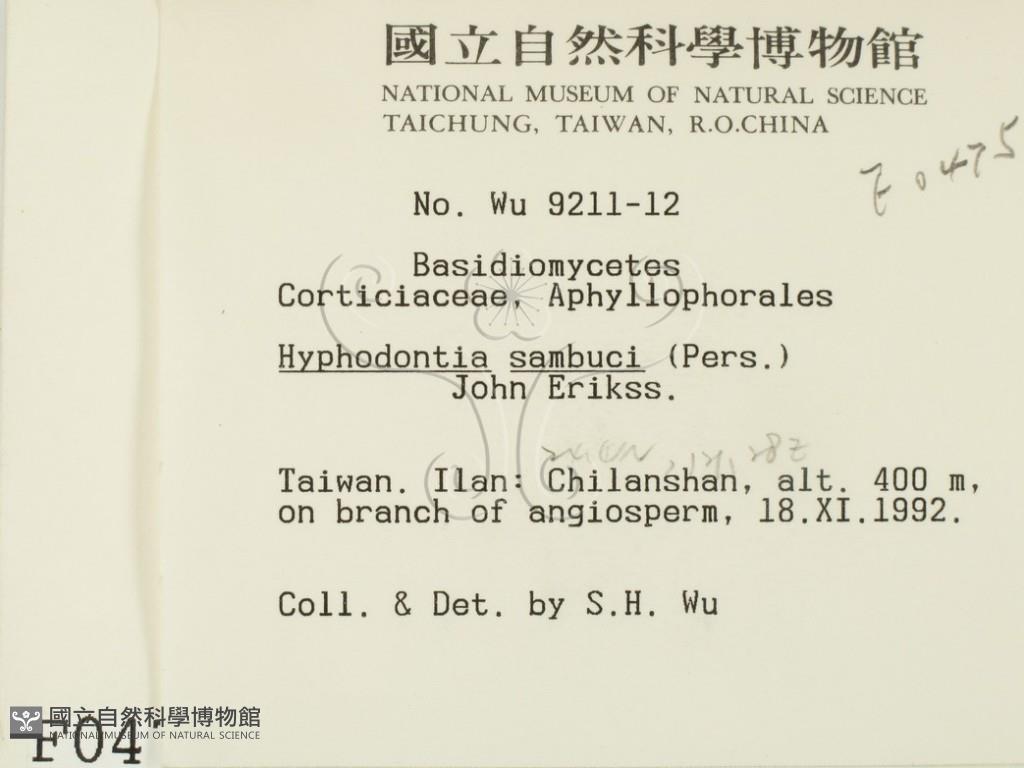 國立自然科學博物館
NATIONAL MUSEUM OF NATURAL SCIENCE
TAICHUNG, TAIWAN, R.O.CHINA
No. Wu 9211-12
Basidiomycetes
Corticiaceae, Aphyllophorales
Hyphodontia sambuci (Pers.)
John Erikss.
Taiwan. Ilan: Chilanshan, alt. 400 m,
on branch of angiosperm, 18.XI.1992.
Coll. & Det. by S.H. Wu
國立自然科學博物館
NATIONAL MUSEUM OF NATURAL SCIENCE
F04